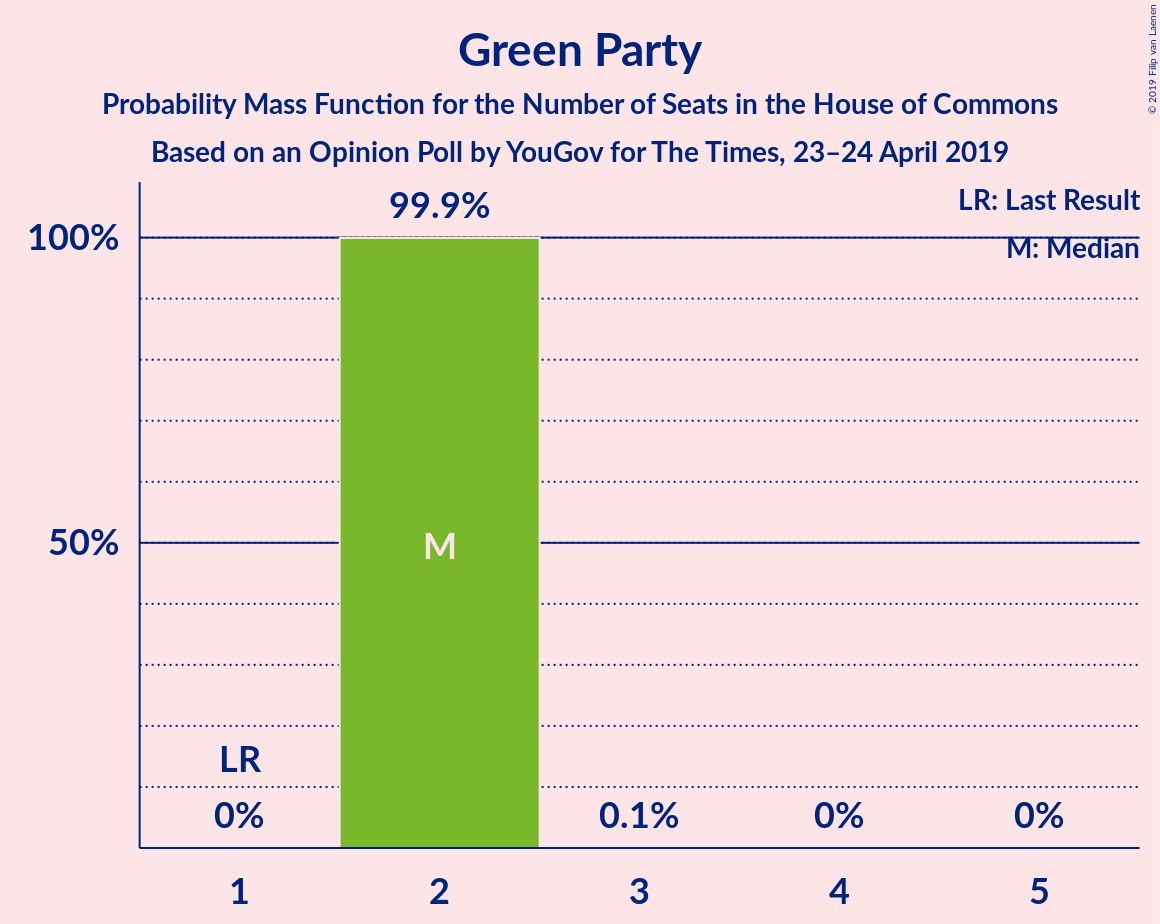 Green Party
Probability Mass Function for the Number of Seats in the House of Commons
Based on an Opinion Poll by YouGov for The Times, 23–24 April 2019
© 2019 Filip van Laenen
LR: Last Result
M: Median
99.9%
100%
50%
M
LR
0%
0.1%
0%
0%
1 2 3 4 5